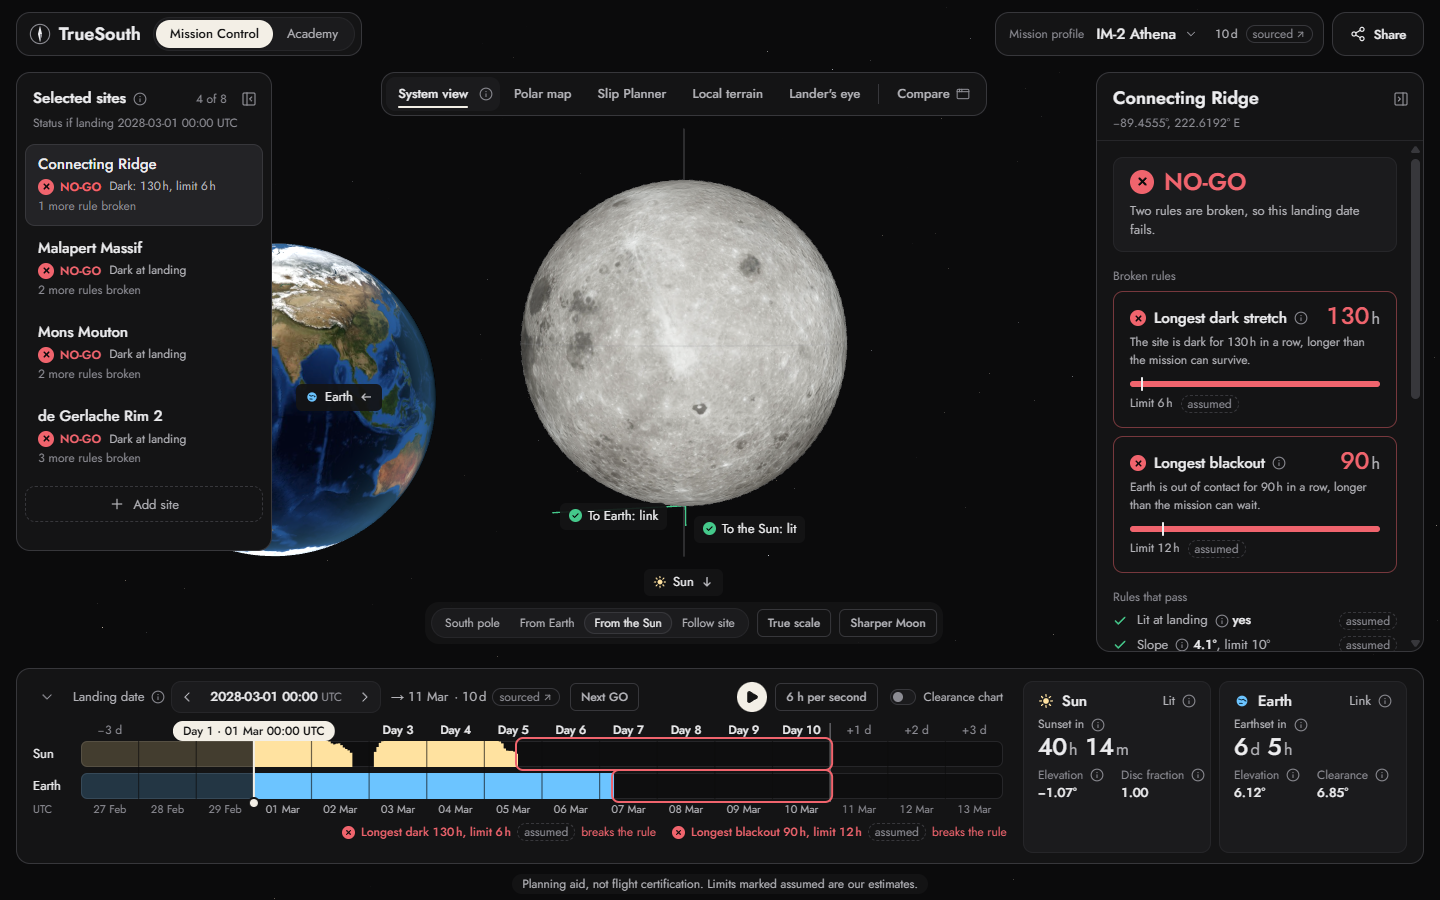 TrueSouth
Mission Control
Academy
Mission profile IM-2 Athena 10 d sourced ↗
Share
Selected sites 4 of 8
Status if landing 2028-03-01 00:00 UTC
Connecting Ridge
NO-GO Dark: 130 h, limit 6 h
1 more rule broken
Malapert Massif
NO-GO Dark at landing
2 more rules broken
Mons Mouton
NO-GO Dark at landing
2 more rules broken
de Gerlache Rim 2
NO-GO Dark at landing
3 more rules broken
+ Add site
System view Polar map Slip Planner Local terrain Lander's eye Compare
Earth ←
To Earth: link
To the Sun: lit
Sun ↓
South pole From Earth From the Sun Follow site True scale Sharper Moon
Connecting Ridge
−89.4555°, 222.6192° E
NO-GO
Two rules are broken, so this landing date
fails.
Broken rules
Longest dark stretch 130 h
The site is dark for 130 h in a row, longer than
the mission can survive.
Limit 6 h assumed
Longest blackout 90 h
Earth is out of contact for 90 h in a row, longer
than the mission can wait.
Limit 12 h assumed
Rules that pass
Lit at landing yes assumed
Slope 4.1°, limit 10° assumed
Landing date 2028-03-01 00:00 UTC → 11 Mar · 10 d sourced ↗ Next GO 6 h per second Clearance chart
−3 d Day 1 · 01 Mar 00:00 UTC Day 3 Day 4 Day 5 Day 6 Day 7 Day 8 Day 9 Day 10 +1 d +2 d +3 d
Sun
Earth
UTC 27 Feb 28 Feb 29 Feb 01 Mar 02 Mar 03 Mar 04 Mar 05 Mar 06 Mar 07 Mar 08 Mar 09 Mar 10 Mar 11 Mar 12 Mar 13 Mar
Longest dark 130 h, limit 6 h assumed breaks the rule Longest blackout 90 h, limit 12 h assumed breaks the rule
Sun Lit
Sunset in
40 h 14 m
Elevation Disc fraction
−1.07° 1.00
Earth Link
Earthset in
6 d 5 h
Elevation Clearance
6.12° 6.85°
Planning aid, not flight certification. Limits marked assumed are our estimates.